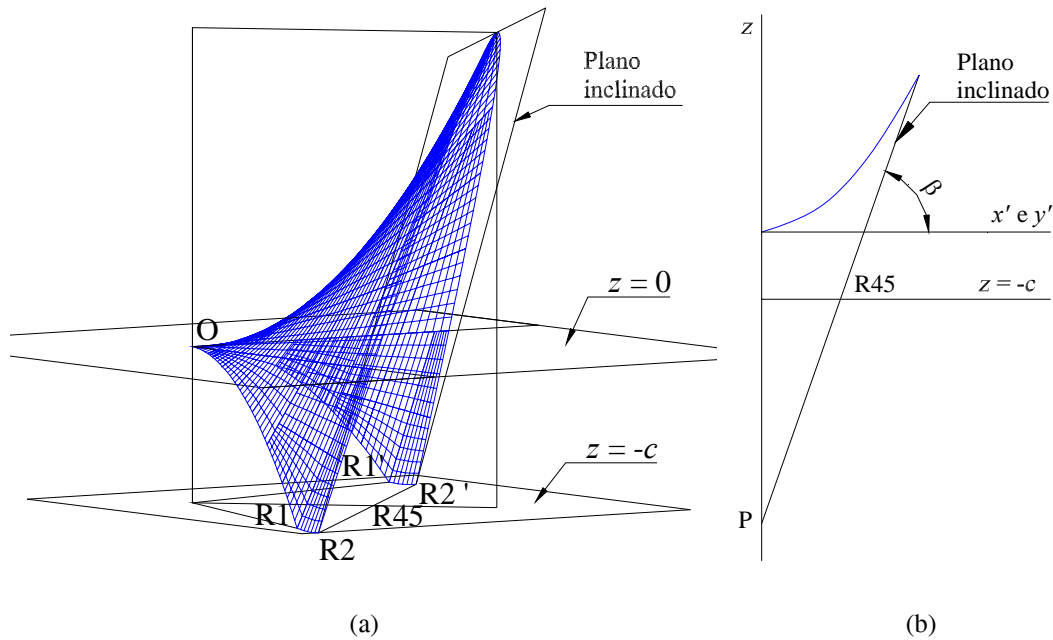 Plano
inclinado
O
z = 0
R1'
z = -c
R2 '
R1
R45
R2
(a)
z
Plano
inclinado
β
x' e y'
R45
z = -c
P
(b)